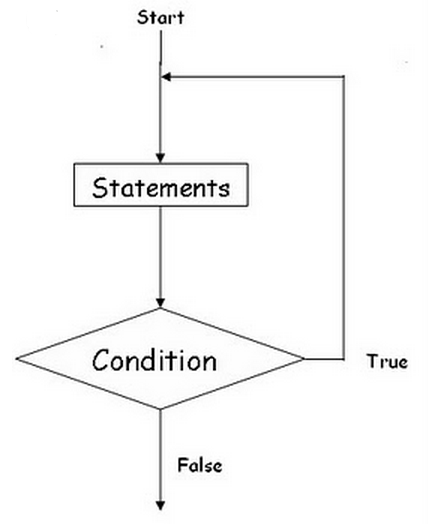 Start
Statements
Condition
True
False